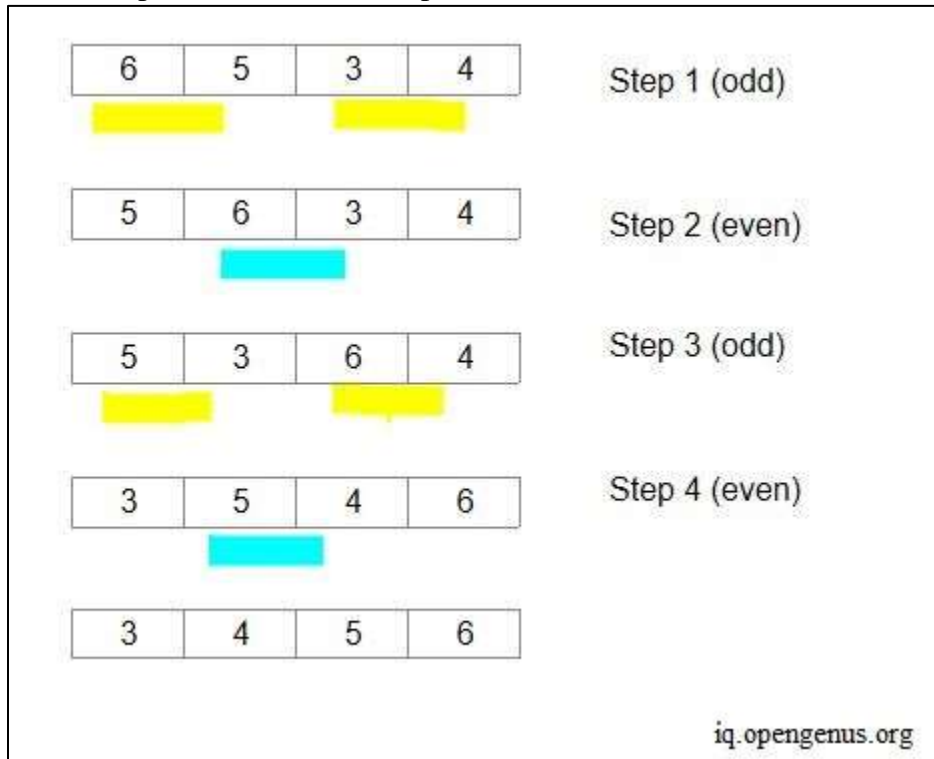 6 5 3 4 Step 1 (odd)
5 6 3 4 Step 2 (even)
5 3 6 4 Step 3 (odd)
3 5 4 6 Step 4 (even)
3 4 5 6
iq.opengenus.org